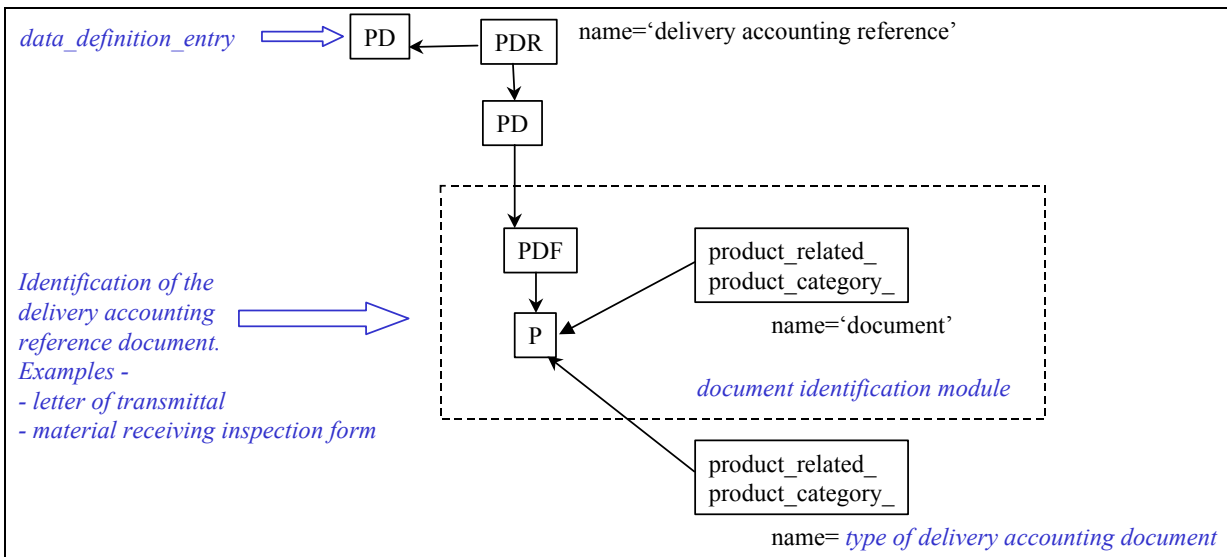 data_definition_entry
PD
PDR
name=‘delivery accounting reference’
PD
PDF
product_related_
product_category_
name=‘document’
P
Identification of the
delivery accounting
reference document.
Examples -
- letter of transmittal
- material receiving inspection form
document identification module
product_related_
product_category_
name= type of delivery accounting document